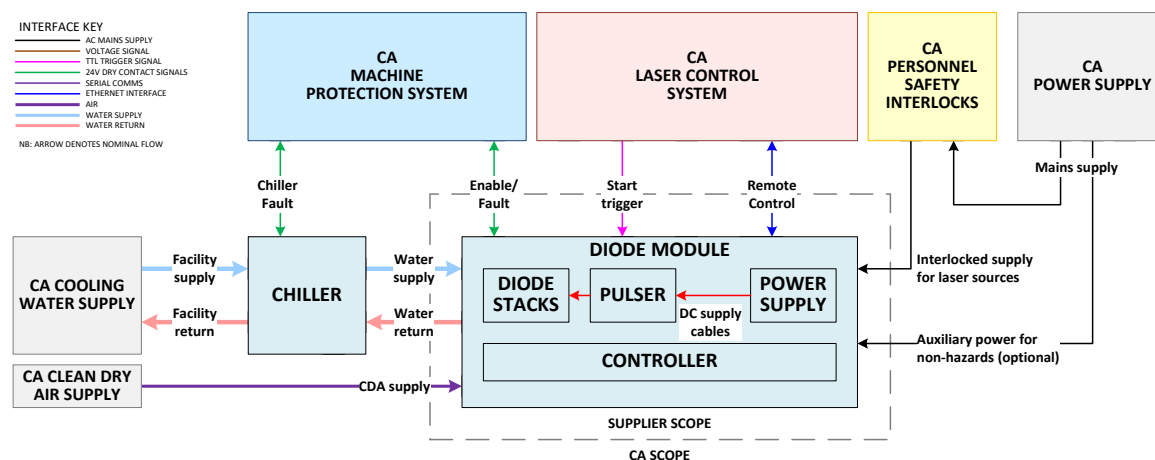 INTERFACE KEY
AC MAINS SUPPLY
VOLTAGE SIGNAL
TTL TRIGGER SIGNAL
24V DRY CONTACT SIGNALS
SERIAL COMMS
ETHERNET INTERFACE
AIR
WATER SUPPLY
WATER RETURN
NB: ARROW DENOTES NOMINAL FLOW
CA
MACHINE
PROTECTION SYSTEM
CA
LASER CONTROL
SYSTEM
CA
PERSONNEL
SAFETY
INTERLOCKS
CA
POWER SUPPLY
Mains supply
Chiller
Fault
Enable/
Fault
Start
trigger
Remote
Control
CA COOLING
WATER SUPPLY
Facility
supply
Facility
return
CHILLER
Water
supply
Water
return
DIODE MODULE
DIODE
STACKS
PULSER
POWER
SUPPLY
DC supply
cables
CONTROLLER
Interlocked supply
for laser sources
Auxiliary power for
non-hazards (optional)
CA CLEAN DRY
AIR SUPPLY
CDA supply
SUPPLIER SCOPE
CA SCOPE